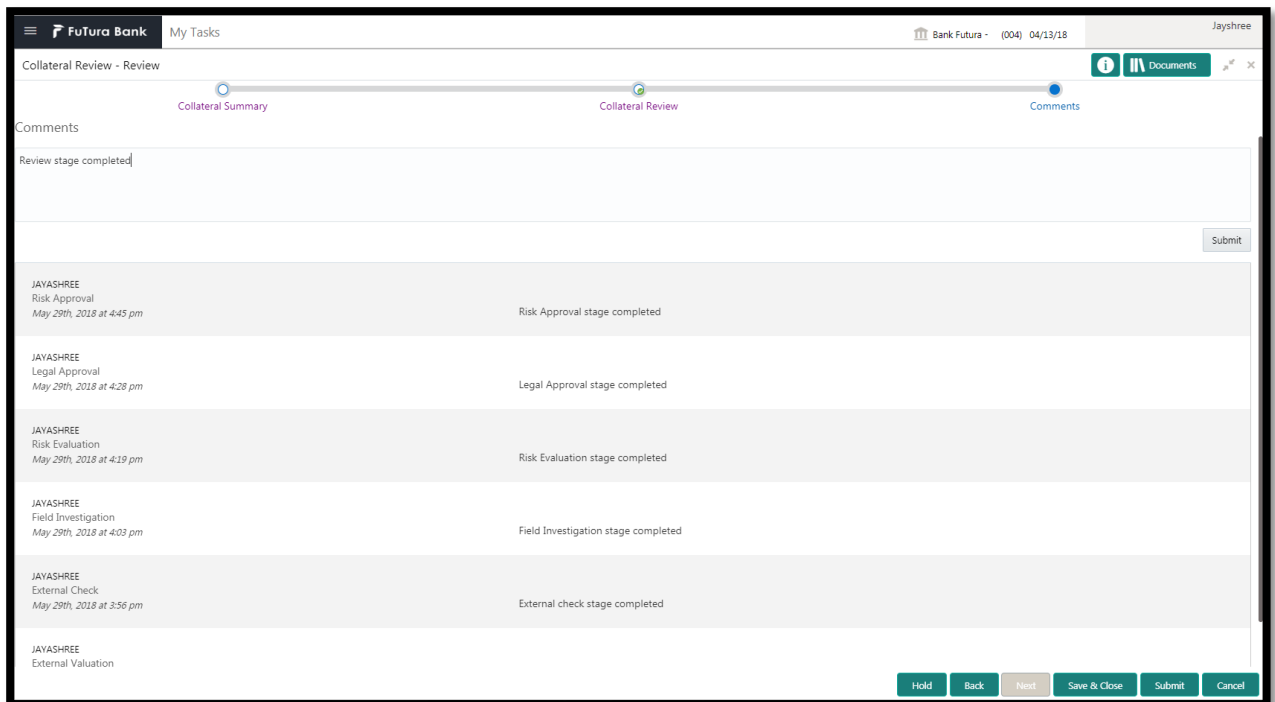 FuTura Bank
My Tasks
Bank Futura - (004) 04/13/18
Jayshree
Collateral Review - Review
i
Documents
Collateral Summary
Collateral Review
Comments
Comments
Review stage completed
Submit
JAYASHREE
Risk Approval
May 29th, 2018 at 4:45 pm
Risk Approval stage completed
JAYASHREE
Legal Approval
May 29th, 2018 at 4:28 pm
Legal Approval stage completed
JAYASHREE
Risk Evaluation
May 29th, 2018 at 4:19 pm
Risk Evaluation stage completed
JAYASHREE
Field Investigation
May 29th, 2018 at 4:03 pm
Field Investigation stage completed
JAYASHREE
External Check
May 29th, 2018 at 3:56 pm
External check stage completed
JAYASHREE
External Valuation
Hold
Back
Next
Save & Close
Submit
Cancel